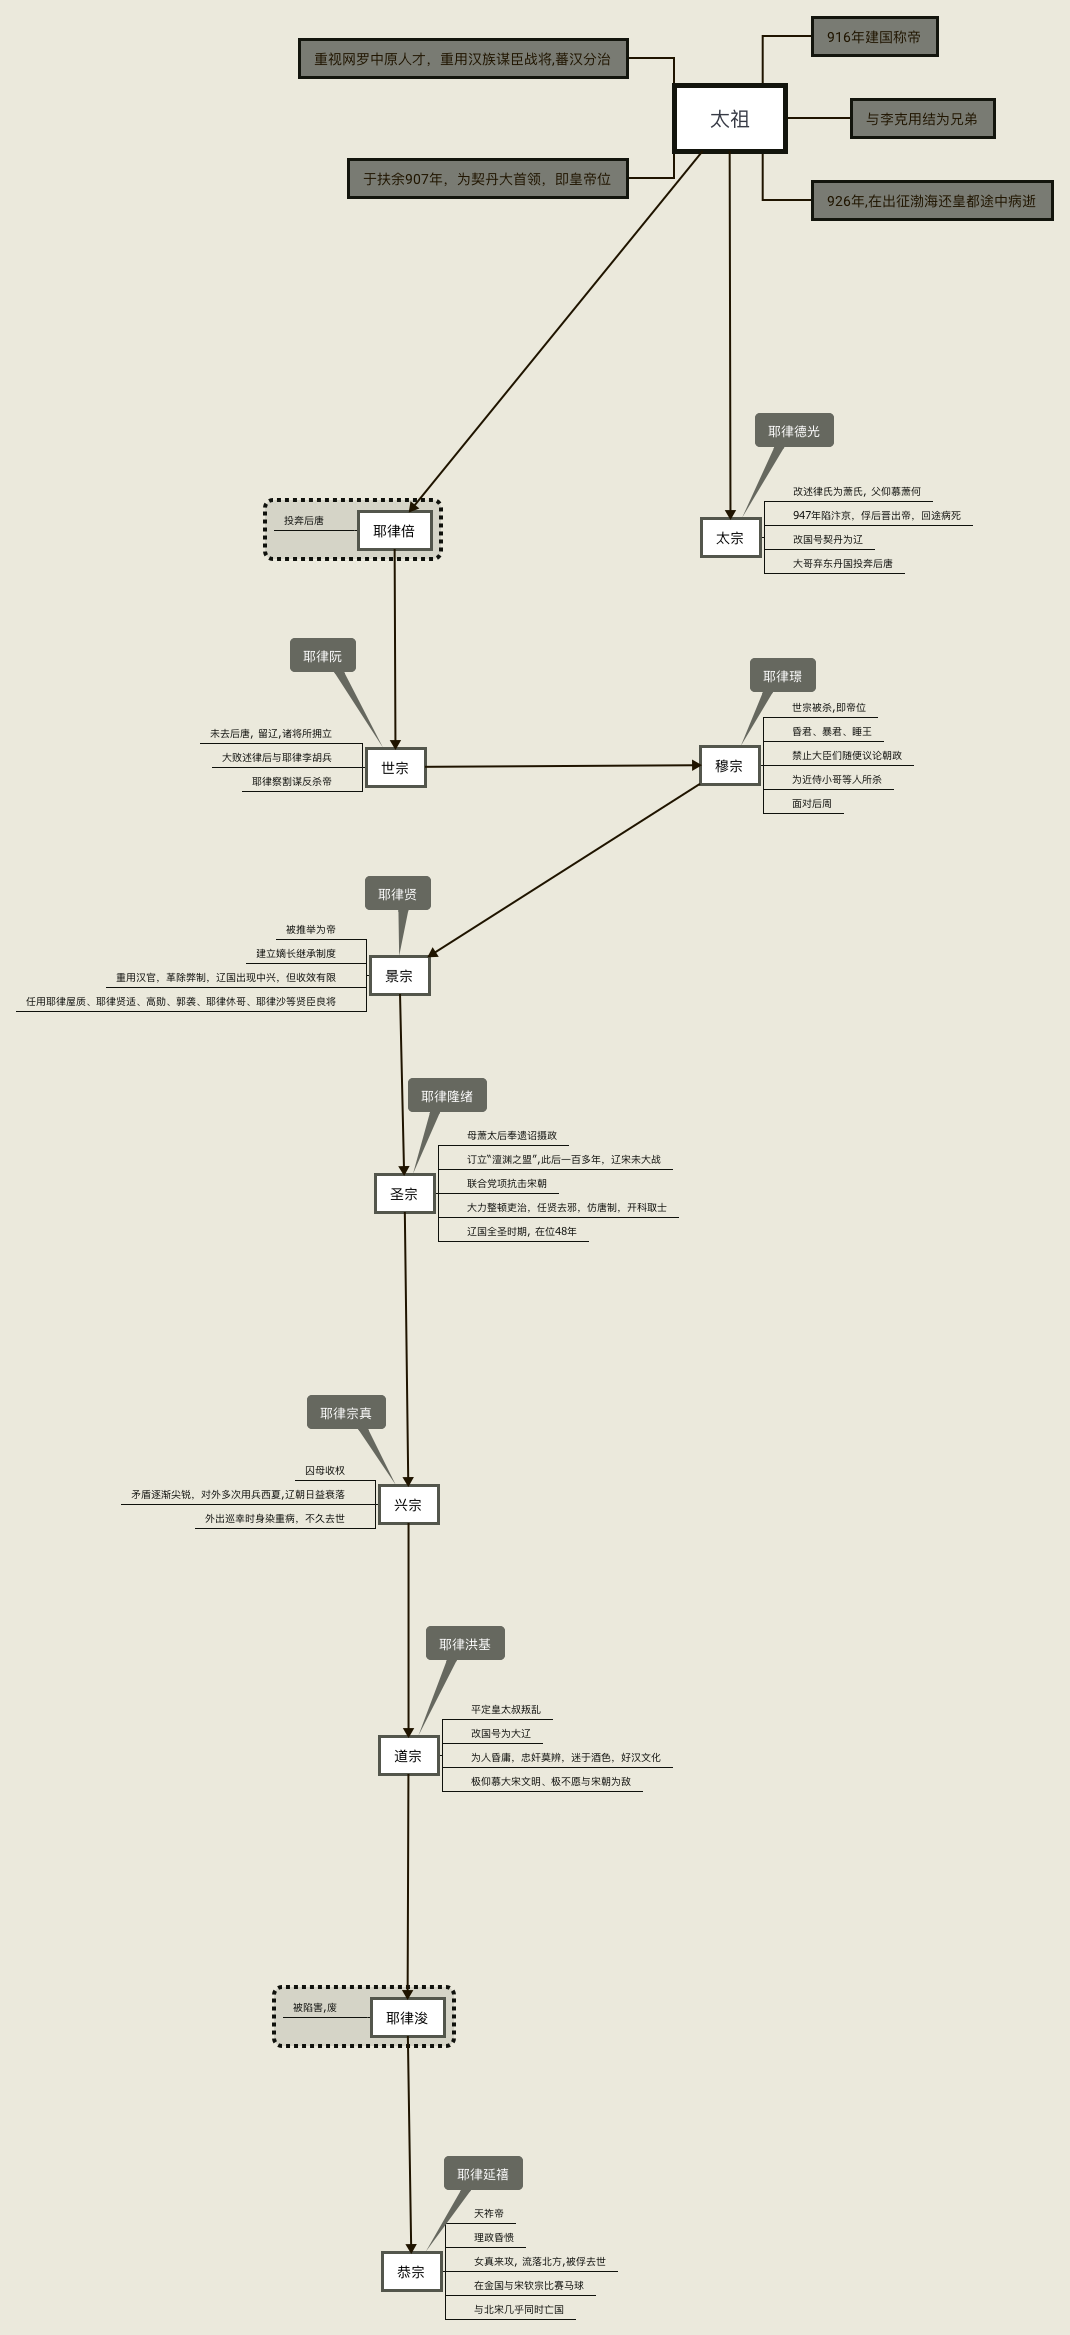 916年建国称帝
重视网罗中原人才，重用汉族谋臣战将,蕃汉分治
太祖
与李克用结为兄弟
于扶余907年，为契丹大首领，即皇帝位
926年,在出征渤海还皇都途中病逝
耶律德光
改述律氏为萧氏, 父仰慕萧何
947年陷汴京，俘后晋出帝，回途病死
太宗
改国号契丹为辽
大哥弃东丹国投奔后唐
投奔后唐
耶律倍
耶律阮
未去后唐, 留辽,诸将所拥立
大败述律后与耶律李胡兵
世宗
耶律察割谋反杀帝
耶律璟
世宗被杀,即帝位
昏君、暴君、睡王
禁止大臣们随便议论朝政
穆宗
为近侍小哥等人所杀
面对后周
耶律贤
被推举为帝
建立嫡长继承制度
景宗
重用汉官，革除弊制，辽国出现中兴，但收效有限
任用耶律屋质、耶律贤适、高勋、郭袭、耶律休哥、耶律沙等贤臣良将
耶律隆绪
母萧太后奉遗诏摄政
订立“澶渊之盟”,此后一百多年，辽宋未大战
联合党项抗击宋朝
圣宗
大力整顿吏治，任贤去邪，仿唐制，开科取士
辽国全圣时期, 在位48年
耶律宗真
囚母收权
矛盾逐渐尖锐，对外多次用兵西夏,辽朝日益衰落
兴宗
外出巡幸时身染重病，不久去世
耶律洪基
平定皇太叔叛乱
改国号为大辽
道宗
为人昏庸，忠奸莫辨，迷于酒色，好汉文化
极仰慕大宋文明、极不愿与宋朝为敌
被陷害,废
耶律浚
耶律延禧
天祚帝
理政昏愦
女真来攻, 流落北方,被俘去世
恭宗
在金国与宋钦宗比赛马球
与北宋几乎同时亡国